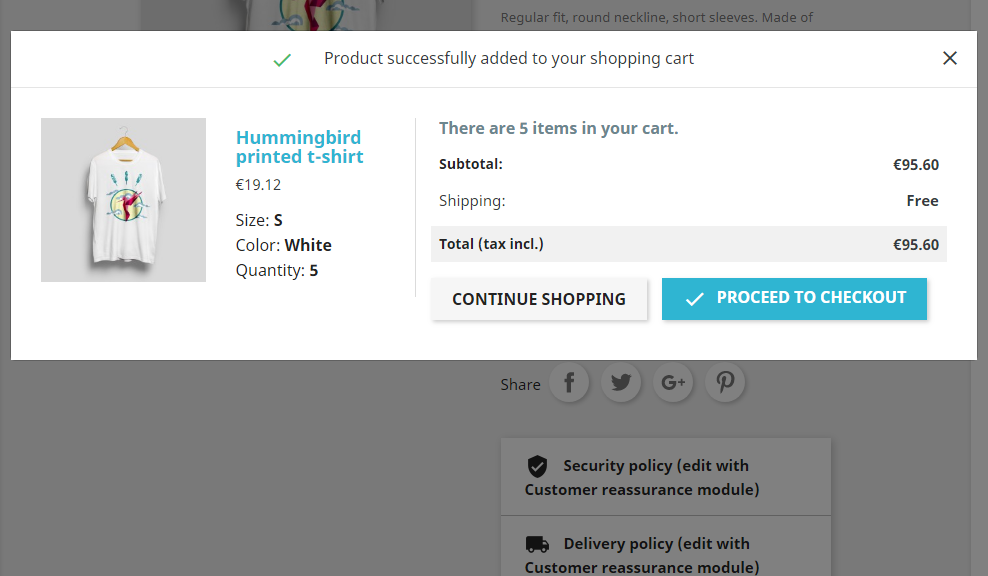 Regular fit, round neckline, short sleeves. Made of
Product successfully added to your shopping cart
Hummingbird
printed t-shirt
€19.12
Size: S
Color: White
Quantity: 5
There are 5 items in your cart.
Subtotal: €95.60
Shipping: Free
Total (tax incl.) €95.60
CONTINUE SHOPPING
PROCEED TO CHECKOUT
Share
Security policy (edit with
Customer reassurance module)
Delivery policy (edit with
Customer reassurance module)